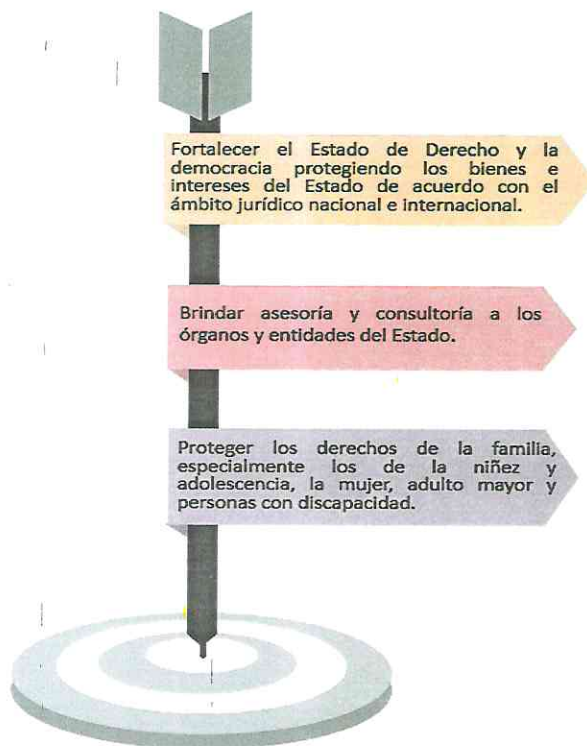 Fortalecer el Estado de Derecho y la
democracia protegiendo los bienes e
intereses del Estado de acuerdo con el
ámbito jurídico nacional e internacional.
Brindar asesoría y consultoría a los
órganos y entidades del Estado.
Proteger los derechos de la familia,
especialmente los de la niñez y
adolescencia, la mujer, adulto mayor y
personas con discapacidad.